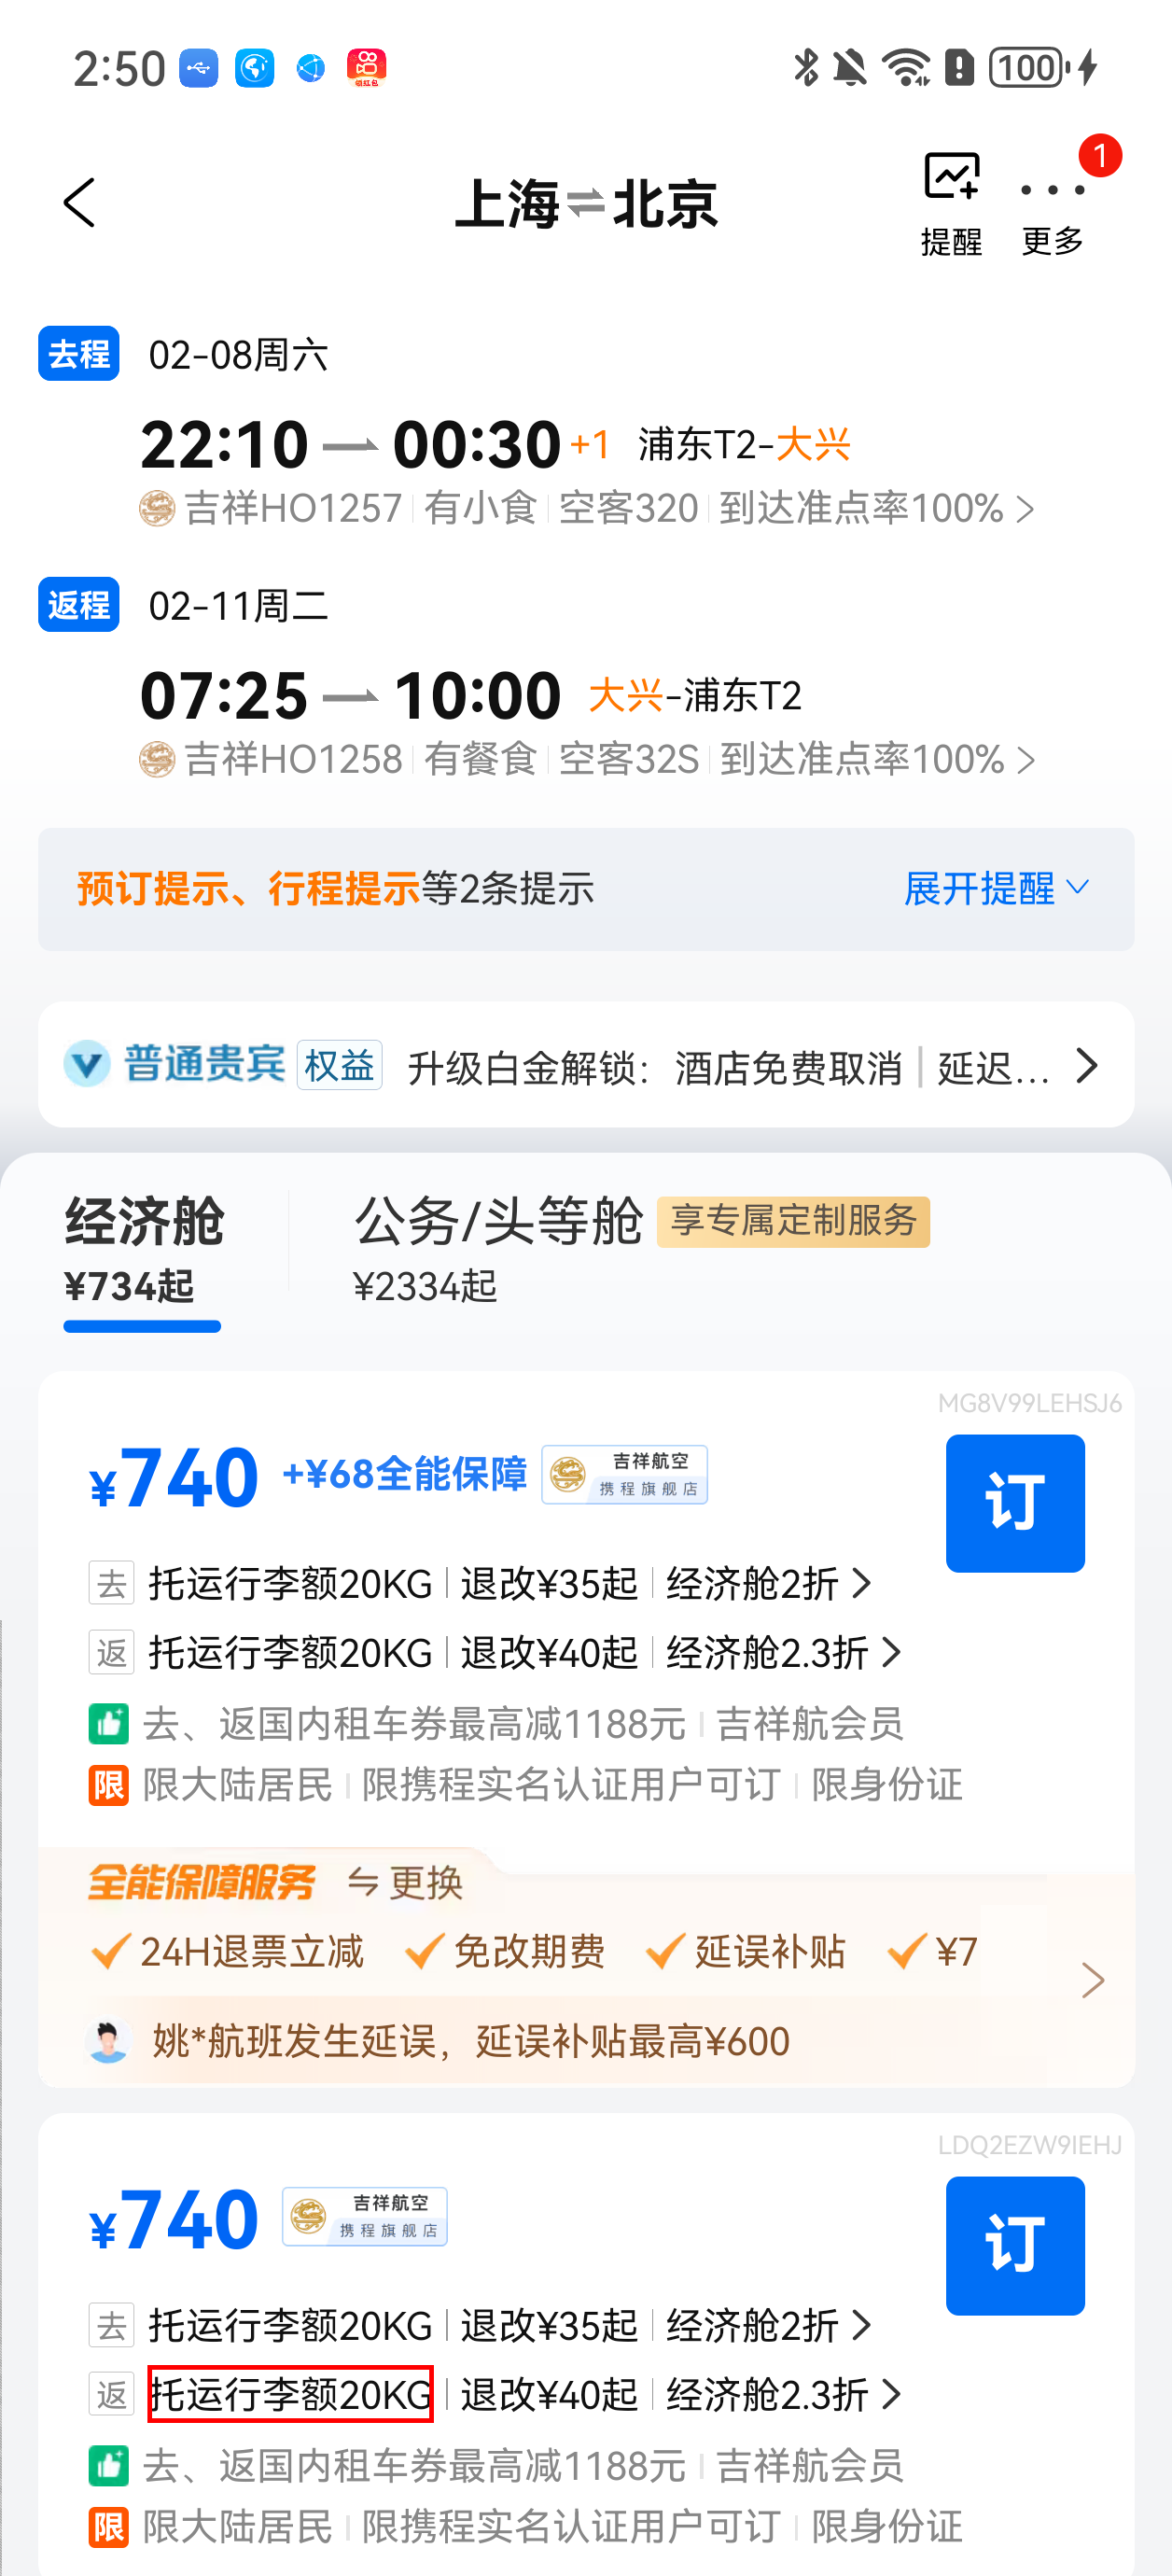 2:50
领红包
100
上海⇌北京
提醒
更多
1
去程 02-08周六
22:10 00:30 +1 浦东T2-大兴
吉祥HO1257 有小食 空客320 到达准点率100%
返程 02-11周二
07:25 10:00 大兴-浦东T2
吉祥HO1258 有餐食 空客32S 到达准点率100%
预订提示、行程提示等2条提示 展开提醒
普通贵宾 权益 升级白金解锁：酒店免费取消 | 延迟...
经济舱 公务/头等舱 享专属定制服务
¥734起 ¥2334起
MG8V99LEHSJ6
¥740 +¥68全能保障 吉祥航空 携程旗舰店 订
去 托运行李额20KG 退改¥35起 经济舱2折
返 托运行李额20KG 退改¥40起 经济舱2.3折
去、返国内租车券最高减1188元 吉祥航会员
限 限大陆居民 限携程实名认证用户可订 限身份证
全能保障服务 更换
24H退票立减 免改期费 延误补贴 ¥7
姚*航班发生延误，延误补贴最高¥600
LDQ2EZW9IEHJ
¥740 吉祥航空 携程旗舰店 订
去 托运行李额20KG 退改¥35起 经济舱2折
返 托运行李额20KG 退改¥40起 经济舱2.3折
去、返国内租车券最高减1188元 吉祥航会员
限 限大陆居民 限携程实名认证用户可订 限身份证